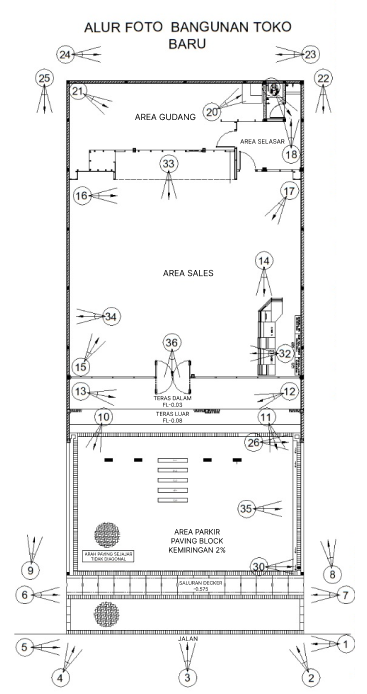 ALUR FOTO BANGUNAN TOKO
BARU
24
23
25
22
21
20
AREA GUDANG
AREA SELASAR
18
33
16
17
AREA SALES
14
34
36
32
15
13
12
TERAS DALAM
FL-0.03
TERAS LUAR
FL-0.08
10
11
26
35
AREA PARKIR
PAVING BLOCK
KEMIRINGAN 2%
ARAH PAVING SEJAJAR
TIDAK DIAGONAL
30
9
8
SALURAN DECKER
-0.575
6
7
JALAN
5
1
4
3
2